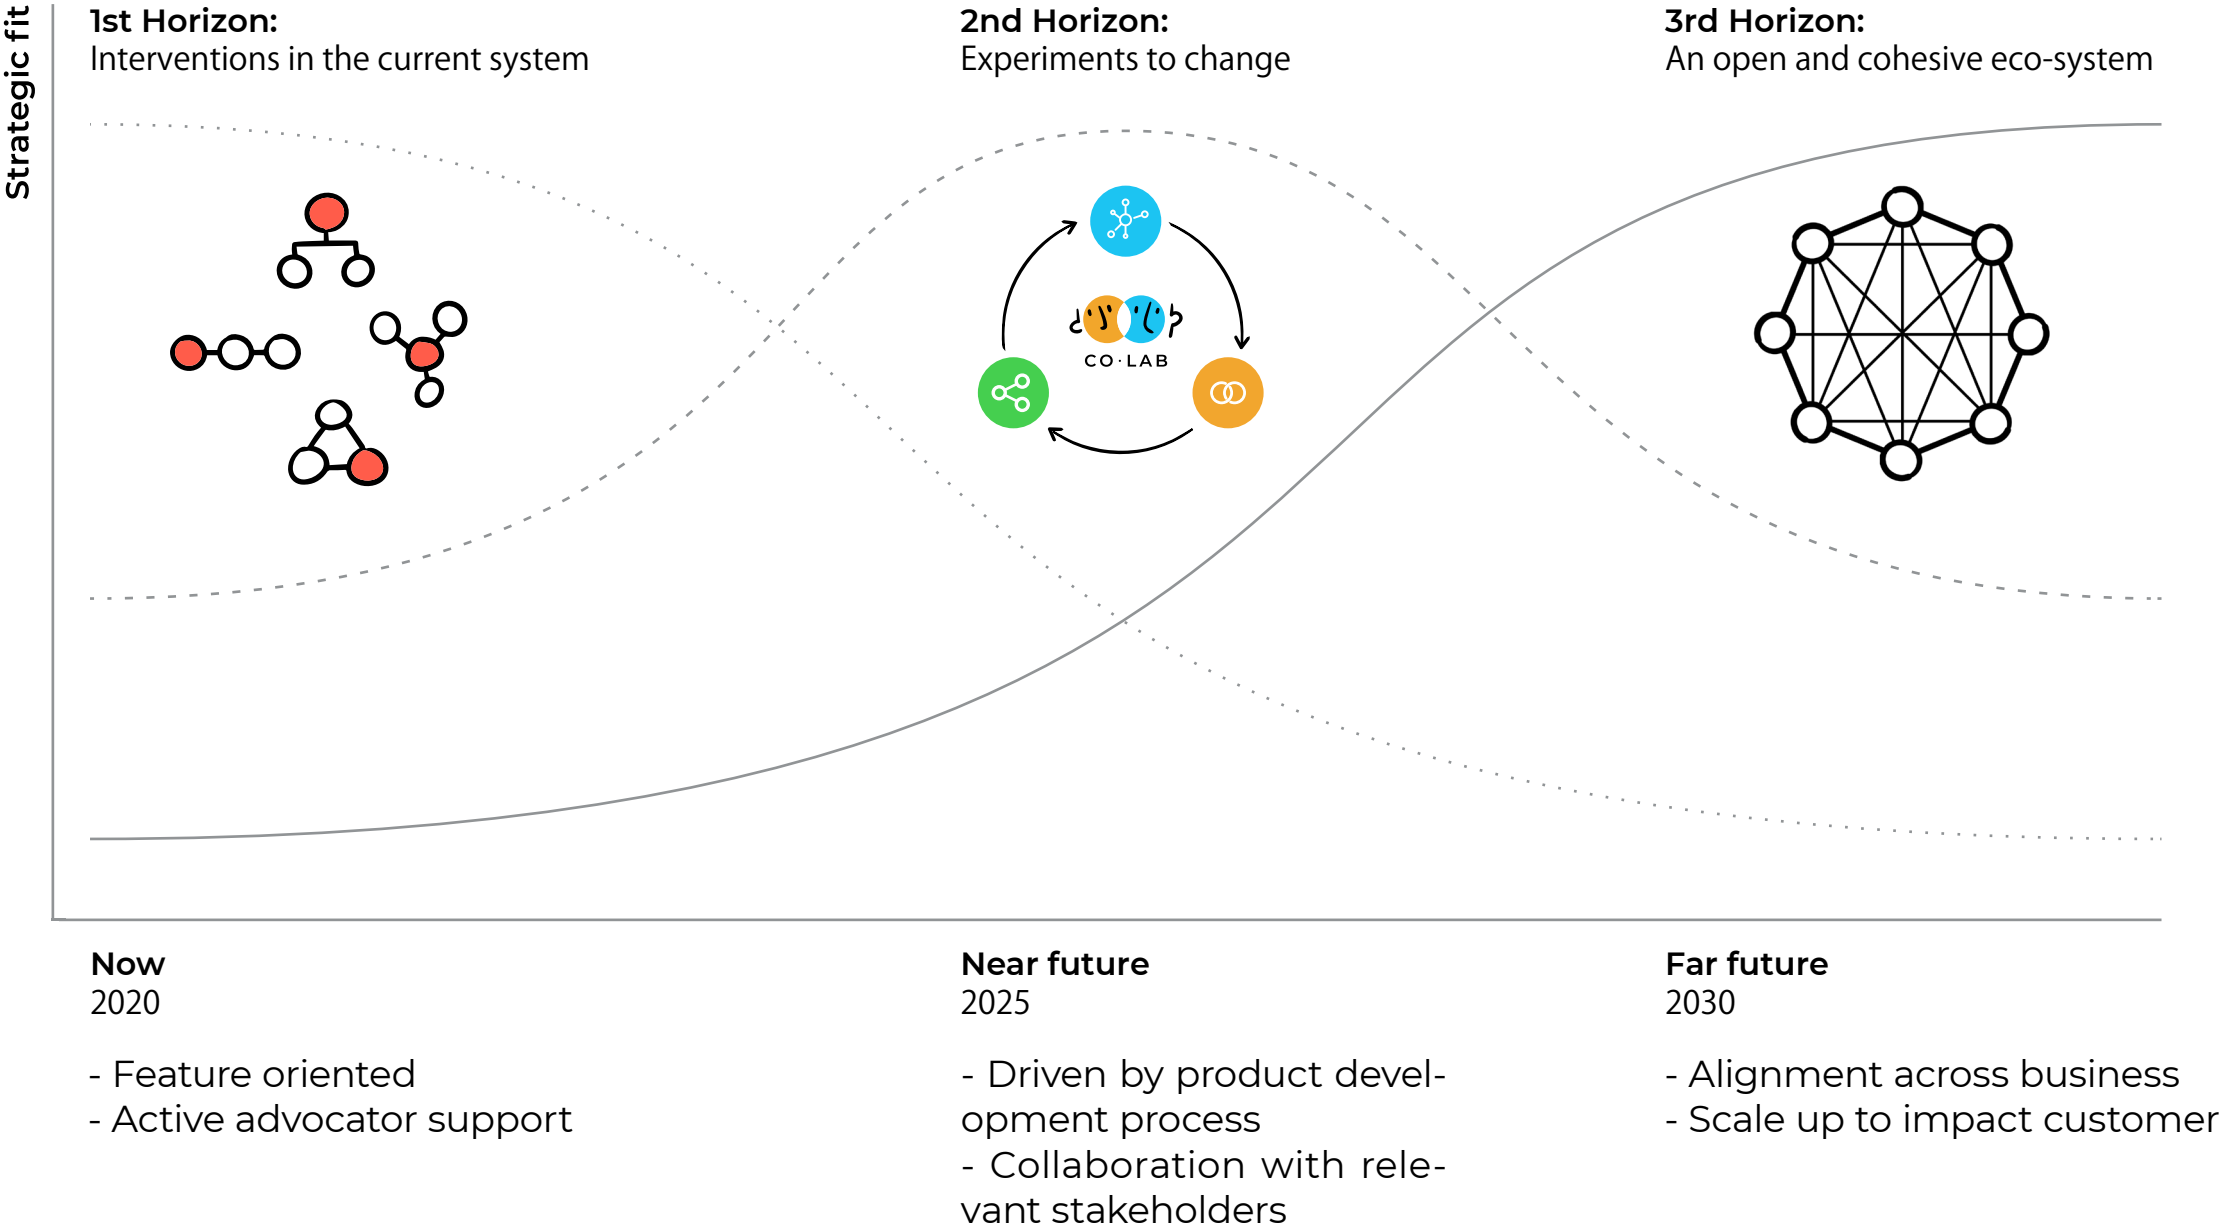 Strategic fit
1st Horizon:
Interventions in the current system
2nd Horizon:
Experiments to change
3rd Horizon:
An open and cohesive eco-system
CO·LAB
Now
2020
- Feature oriented
- Active advocator support
Near future
2025
- Driven by product devel-
opment process
- Collaboration with rele-
vant stakeholders
Far future
2030
- Alignment across business
- Scale up to impact customer